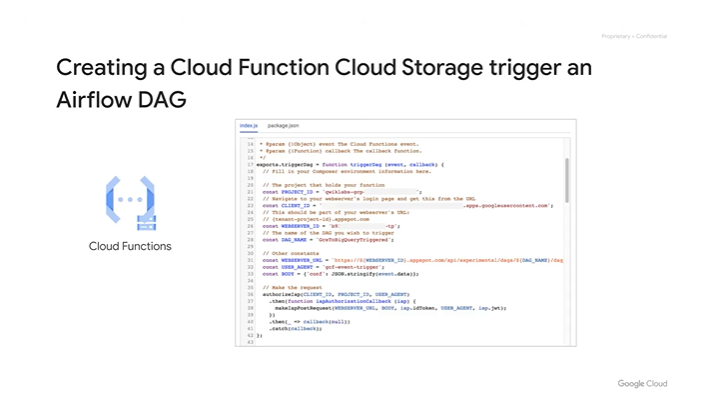 Proprietary + Confidential
Creating a Cloud Function Cloud Storage trigger an
Airflow DAG
index.js package.json
14 * @param {!Object} event The Cloud Functions event.
15 * @param {!Function} callback The callback function.
16 */
17 exports.triggerDag = function triggerDag (event, callback) {
18 // Fill in your Composer environment information here.
19
20 // The project that holds your function
21 const PROJECT_ID = 'qwiklabs-gcp ';
22 // Navigate to your webserver's login page and get this from the URL
23 const CLIENT_ID = ' .apps.googleusercontent.com';
24 // This should be part of your webserver's URL:
25 // {tenant-project-id}.appspot.com
26 const WEBSERVER_ID = -tp';
27 // The name of the DAG you wish to trigger
28 const DAG_NAME = 'GcsToBigQueryTriggered';
29
30 // Other constants
31 const WEBSERVER_URL = `https://${WEBSERVER_ID}.appspot.com/api/experimental/dags/${DAG_NAME}/dag
32 const USER_AGENT = 'gcf-event-trigger';
33 const BODY = {'conf': JSON.stringify(event.data)};
34
35 // Make the request
36 authorizeIap(CLIENT_ID, PROJECT_ID, USER_AGENT)
37 .then(function iapAuthorizationCallback (iap) {
38 makeIapPostRequest(WEBSERVER_URL, BODY, iap.idToken, USER_AGENT, iap.jwt);
39 })
40 .then(_ => callback(null))
41 .catch(callback);
42 };
43
Cloud Functions
Google Cloud